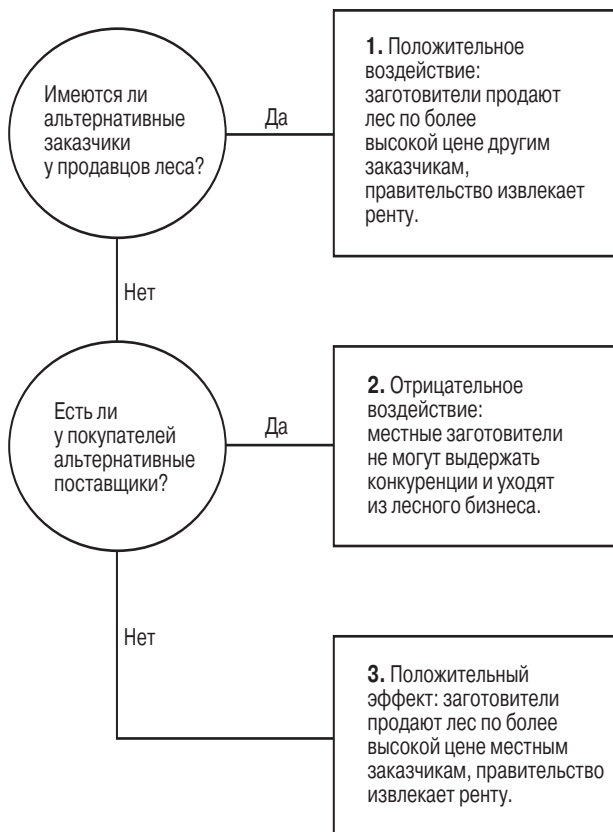 Имеются ли
альтернативные
заказчики
у продавцов леса?
Да
1. Положительное
воздействие:
заготовители продают
лес по более
высокой цене другим
заказчикам,
правительство извлекает
ренту.
Нет
Есть ли
у покупателей
альтернативные
поставщики?
Да
2. Отрицательное
воздействие:
местные заготовители
не могут выдержать
конкуренции и уходят
из лесного бизнеса.
Нет
3. Положительный
эффект: заготовители
продают лес по более
высокой цене местным
заказчикам, правительство
извлекает ренту.